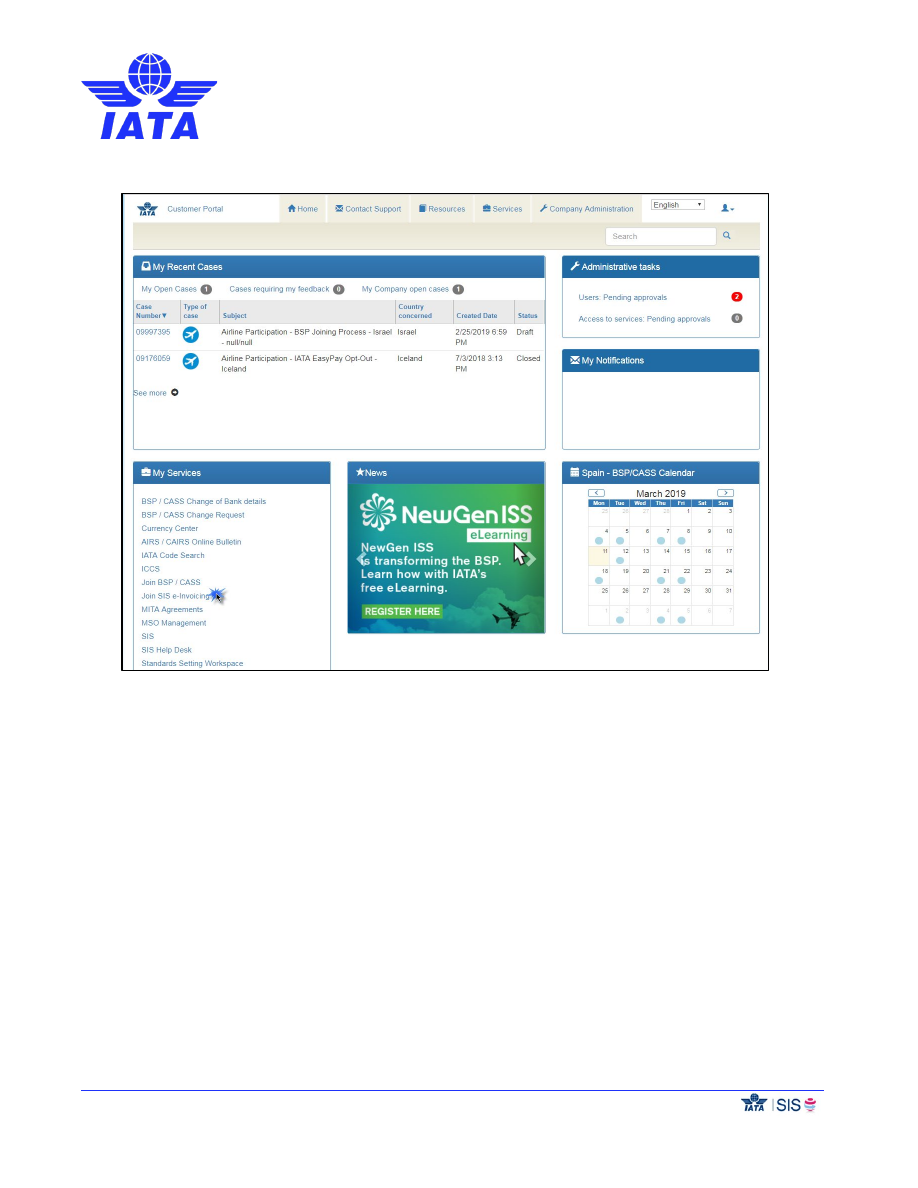 IATA
IATA
Customer Portal
Home
Contact Support
Resources
Services
Company Administration
English
Search
My Recent Cases
My Open Cases 1
Cases requiring my feedback 0
My Company open cases 1
Case Number▼
Type of case
Subject
Country concerned
Created Date
Status
09997395
Airline Participation - BSP Joining Process - Israel
- null/null
Israel
2/25/2019 6:59
PM
Draft
09176059
Airline Participation - IATA EasyPay Opt-Out -
Iceland
Iceland
7/3/2018 3:13
PM
Closed
See more
Administrative tasks
Users: Pending approvals 2
Access to services: Pending approvals 0
My Notifications
My Services
BSP / CASS Change of Bank details
BSP / CASS Change Request
Currency Center
AIRS / CAIRS Online Bulletin
IATA Code Search
ICCS
Join BSP / CASS
Join SIS e-Invoicing
MITA Agreements
MSO Management
SIS
SIS Help Desk
Standards Setting Workspace
News
NewGen ISS
eLearning
NewGen ISS
is transforming the BSP.
Learn how with IATA's
free eLearning.
REGISTER HERE
Spain - BSP/CASS Calendar
< March 2019 >
Mon Tue Wed Thu Fri Sat Sun
25 26 27 28 1 2 3
4 5 6 7 8 9 10
11 12 13 14 15 16 17
18 19 20 21 22 23 24
25 26 27 28 29 30 31
1 2 3 4 5 6 7
IATA | SIS